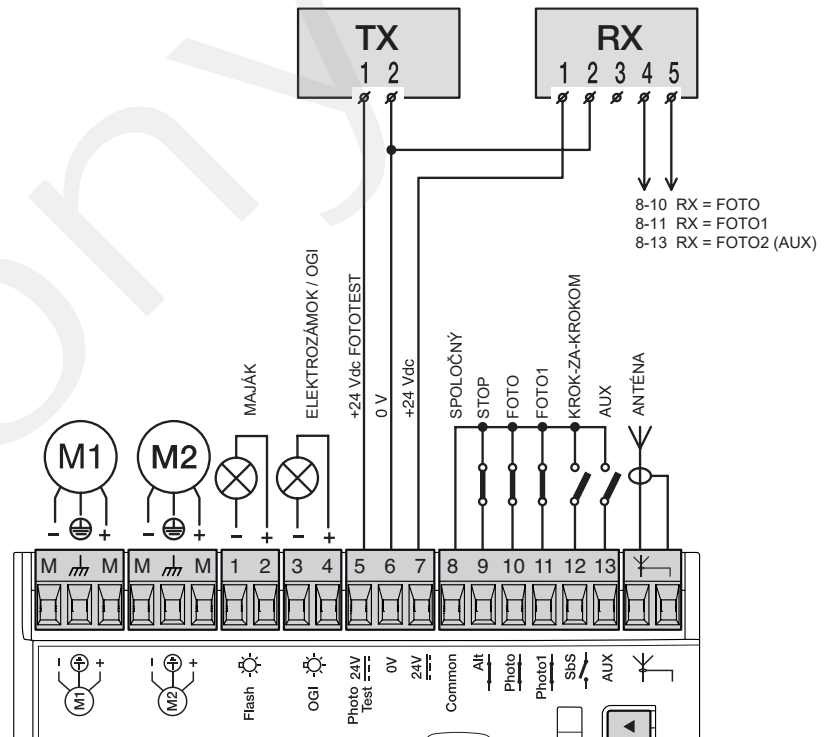 TX
1 2
RX
1 2 3 4 5
8-10 RX = FOTO
8-11 RX = FOTO1
8-13 RX = FOTO2 (AUX)
MAJÁK
ELEKTROZÁMOK / OGI
+24 Vdc FOTOTEST
0 V
+24 Vdc
SPOLOČNÝ
STOP
FOTO
FOTO1
KROK-ZA-KROKOM
AUX
ANTÉNA
M1
M2
- +
- +
- +
- +
M M M M 1 2 3 4 5 6 7 8 9 10 11 12 13
- +
M1
- +
M2
Flash
OGI
Photo 24V
Test
0V
24V
Common
Alt
Photo
Photo1
SbS
AUX
ony